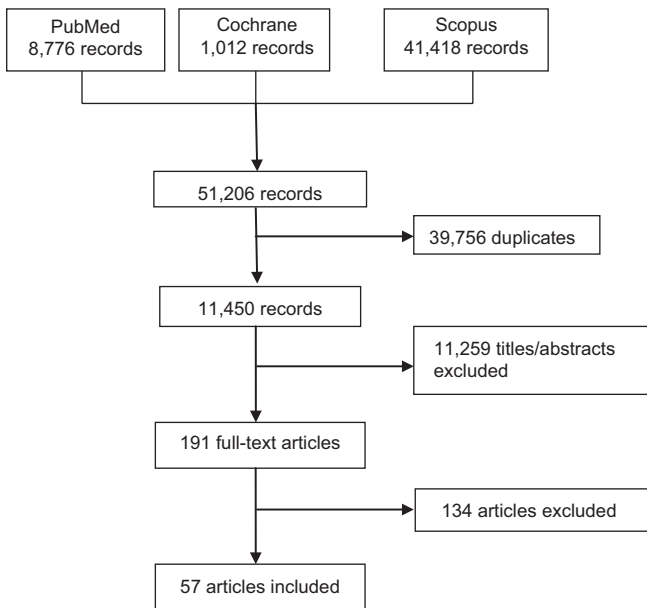 PubMed
8,776 records
Cochrane
1,012 records
Scopus
41,418 records
51,206 records
39,756 duplicates
11,450 records
11,259 titles/abstracts
excluded
191 full-text articles
134 articles excluded
57 articles included